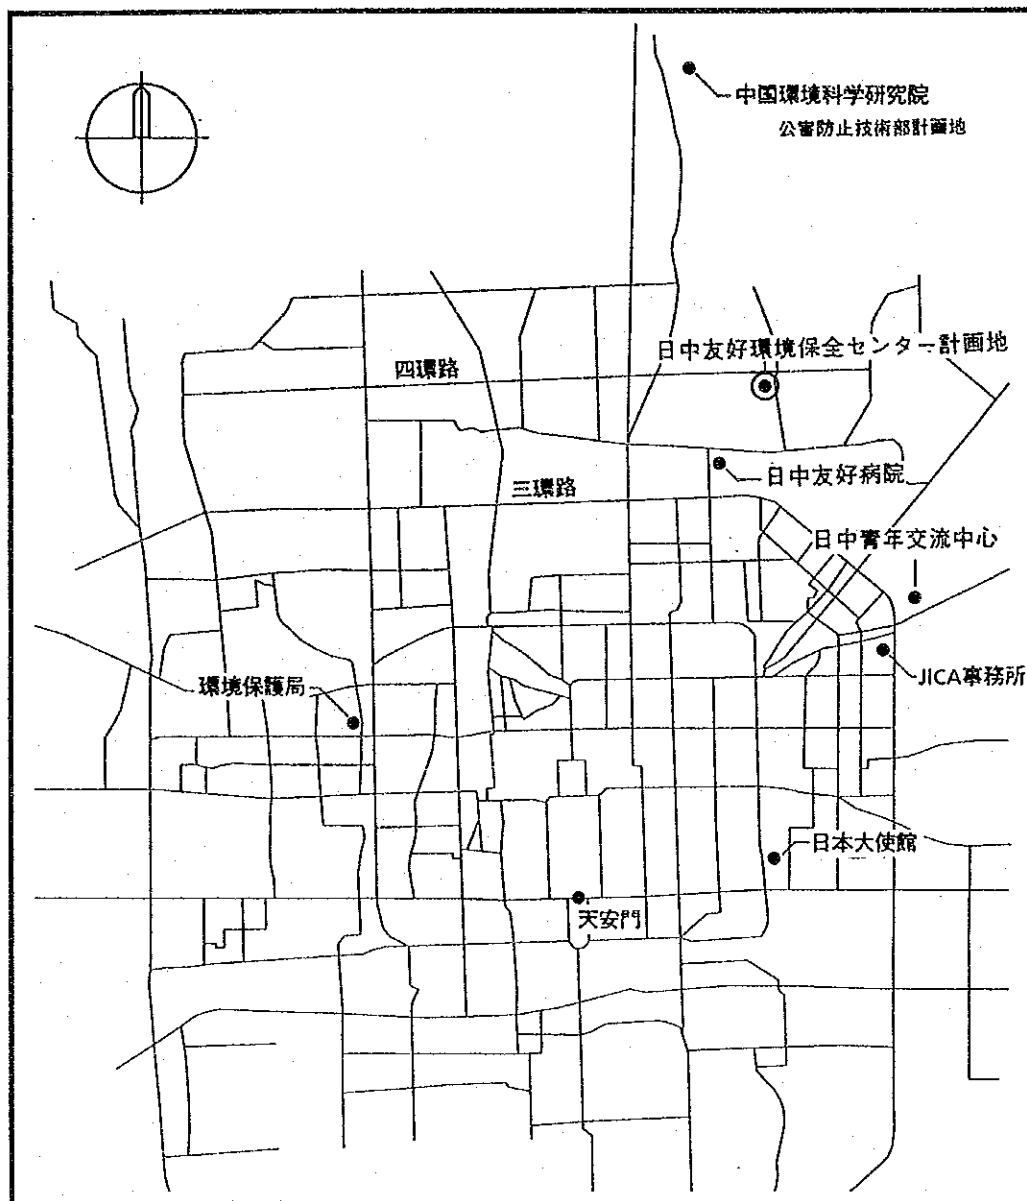 中国環境科学研究院
公害防止技術部計画地
日中友好環境保全センター計画地
四環路
日中友好病院
三環路
日中青年交流中心
JICA事務所
環境保護局
日本大使館
天安門